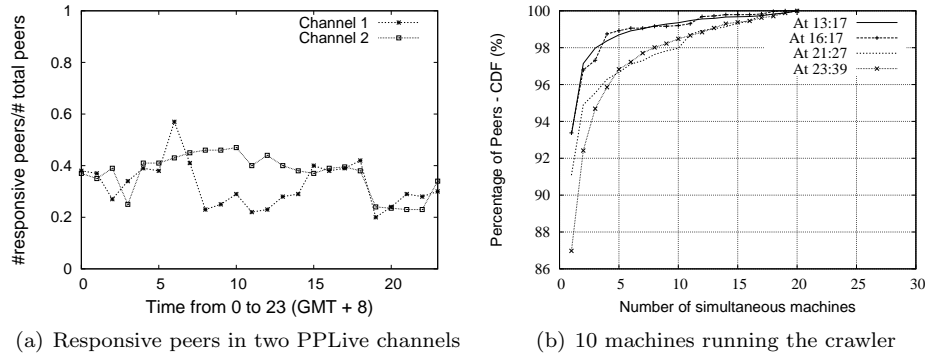 #responsive peers/# total peers
1
0.8
0.6
0.4
0.2
0
0
5
10
15
20
Time from 0 to 23 (GMT + 8)
Channel 1
Channel 2
(a) Responsive peers in two PPLive channels
Percentage of Peers - CDF (%)
100
98
96
94
92
90
88
86
0
5
10
15
20
25
30
Number of simultaneous machines
At 13:17
At 16:17
At 21:27
At 23:39
(b) 10 machines running the crawler